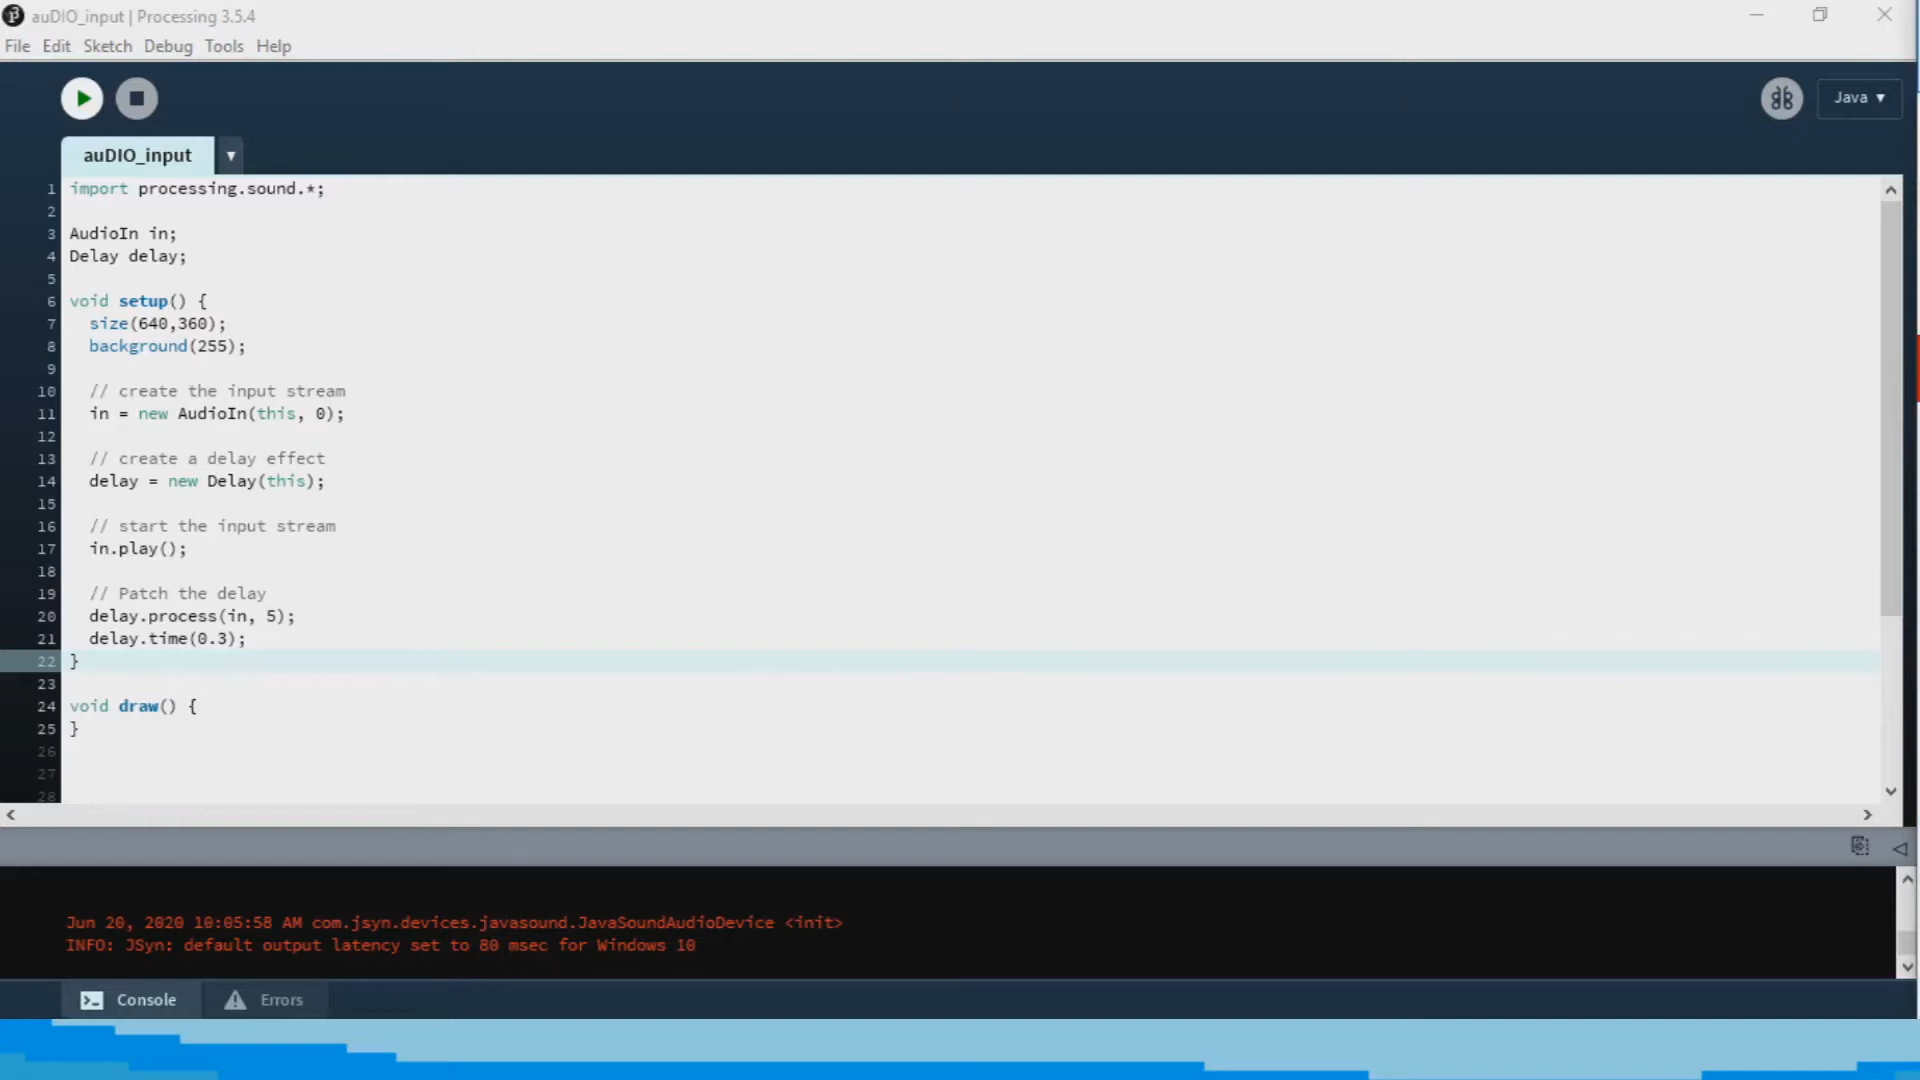 auDIO_input | Processing 3.5.4
File Edit Sketch Debug Tools Help
Java ▼
auDIO_input ▼
1 import processing.sound.*;
2
3 AudioIn in;
4 Delay delay;
5
6 void setup() {
7 size(640,360);
8 background(255);
9
10 // create the input stream
11 in = new AudioIn(this, 0);
12
13 // create a delay effect
14 delay = new Delay(this);
15
16 // start the input stream
17 in.play();
18
19 // Patch the delay
20 delay.process(in, 5);
21 delay.time(0.3);
22 }
23
24 void draw() {
25 }
26
27
28
Jun 20, 2020 10:05:58 AM com.jsyn.devices.javasound.JavaSoundAudioDevice <init>
INFO: JSyn: default output latency set to 80 msec for Windows 10
Console Errors